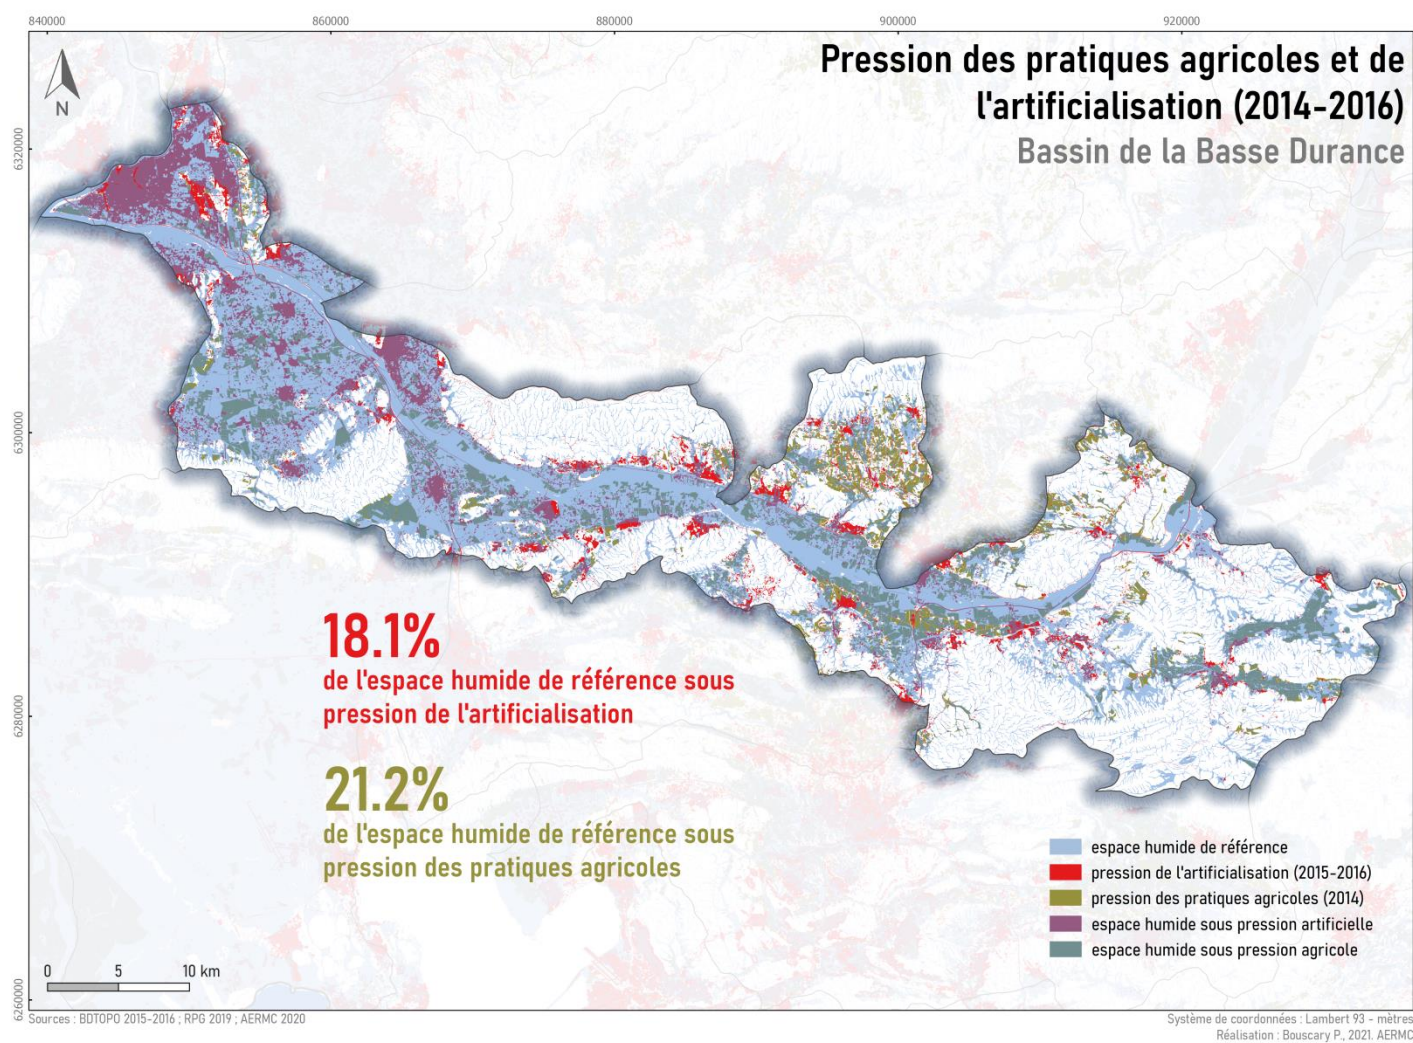 840000
860000
880000
900000
920000
Pression des pratiques agricoles et de
l'artificialisation (2014-2016)
Bassin de la Basse Durance
N
6320000
6300000
6280000
6260000
18.1%
de l'espace humide de référence sous
pression de l'artificialisation
21.2%
de l'espace humide de référence sous
pression des pratiques agricoles
espace humide de référence
pression de l'artificialisation (2015-2016)
pression des pratiques agricoles (2014)
espace humide sous pression artificielle
espace humide sous pression agricole
0 5 10 km
Sources : BDTOPO 2015-2016 ; RPG 2019 ; AERMC 2020
Système de coordonnées : Lambert 93 - mètres
Réalisation : Bouscary P., 2021. AERMC